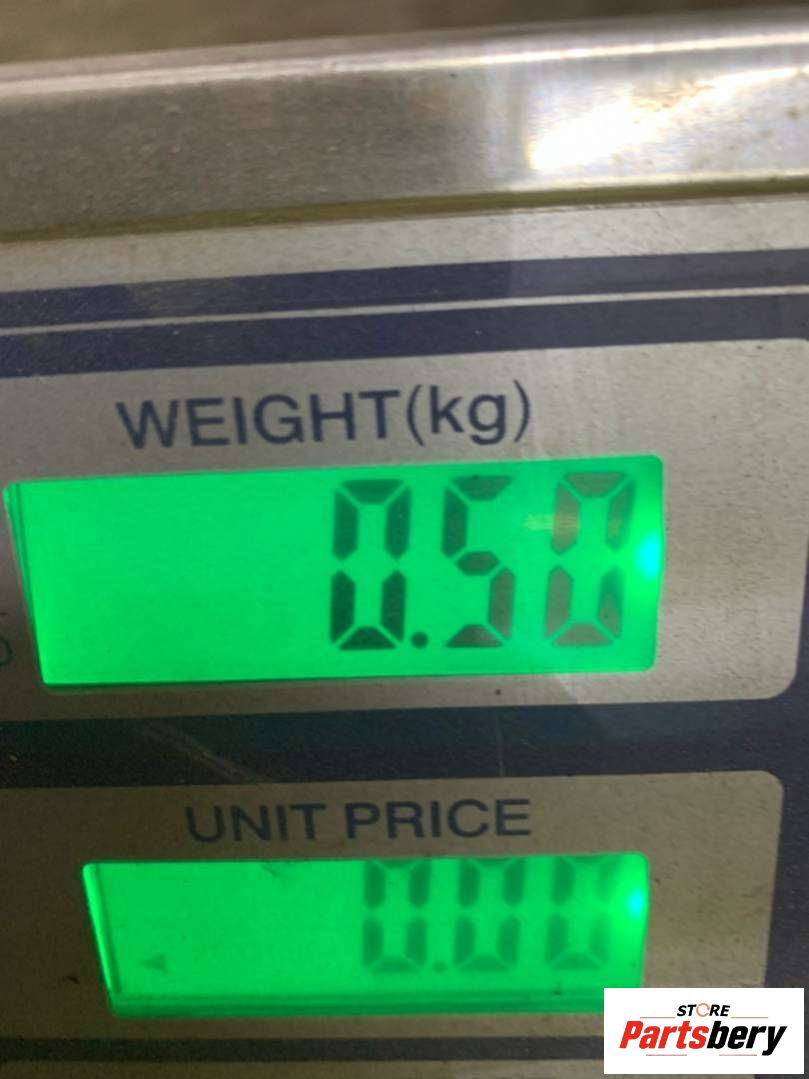 WEIGHT(kg)
0.50
UNIT PRICE
0.00
STORE
Partsbery